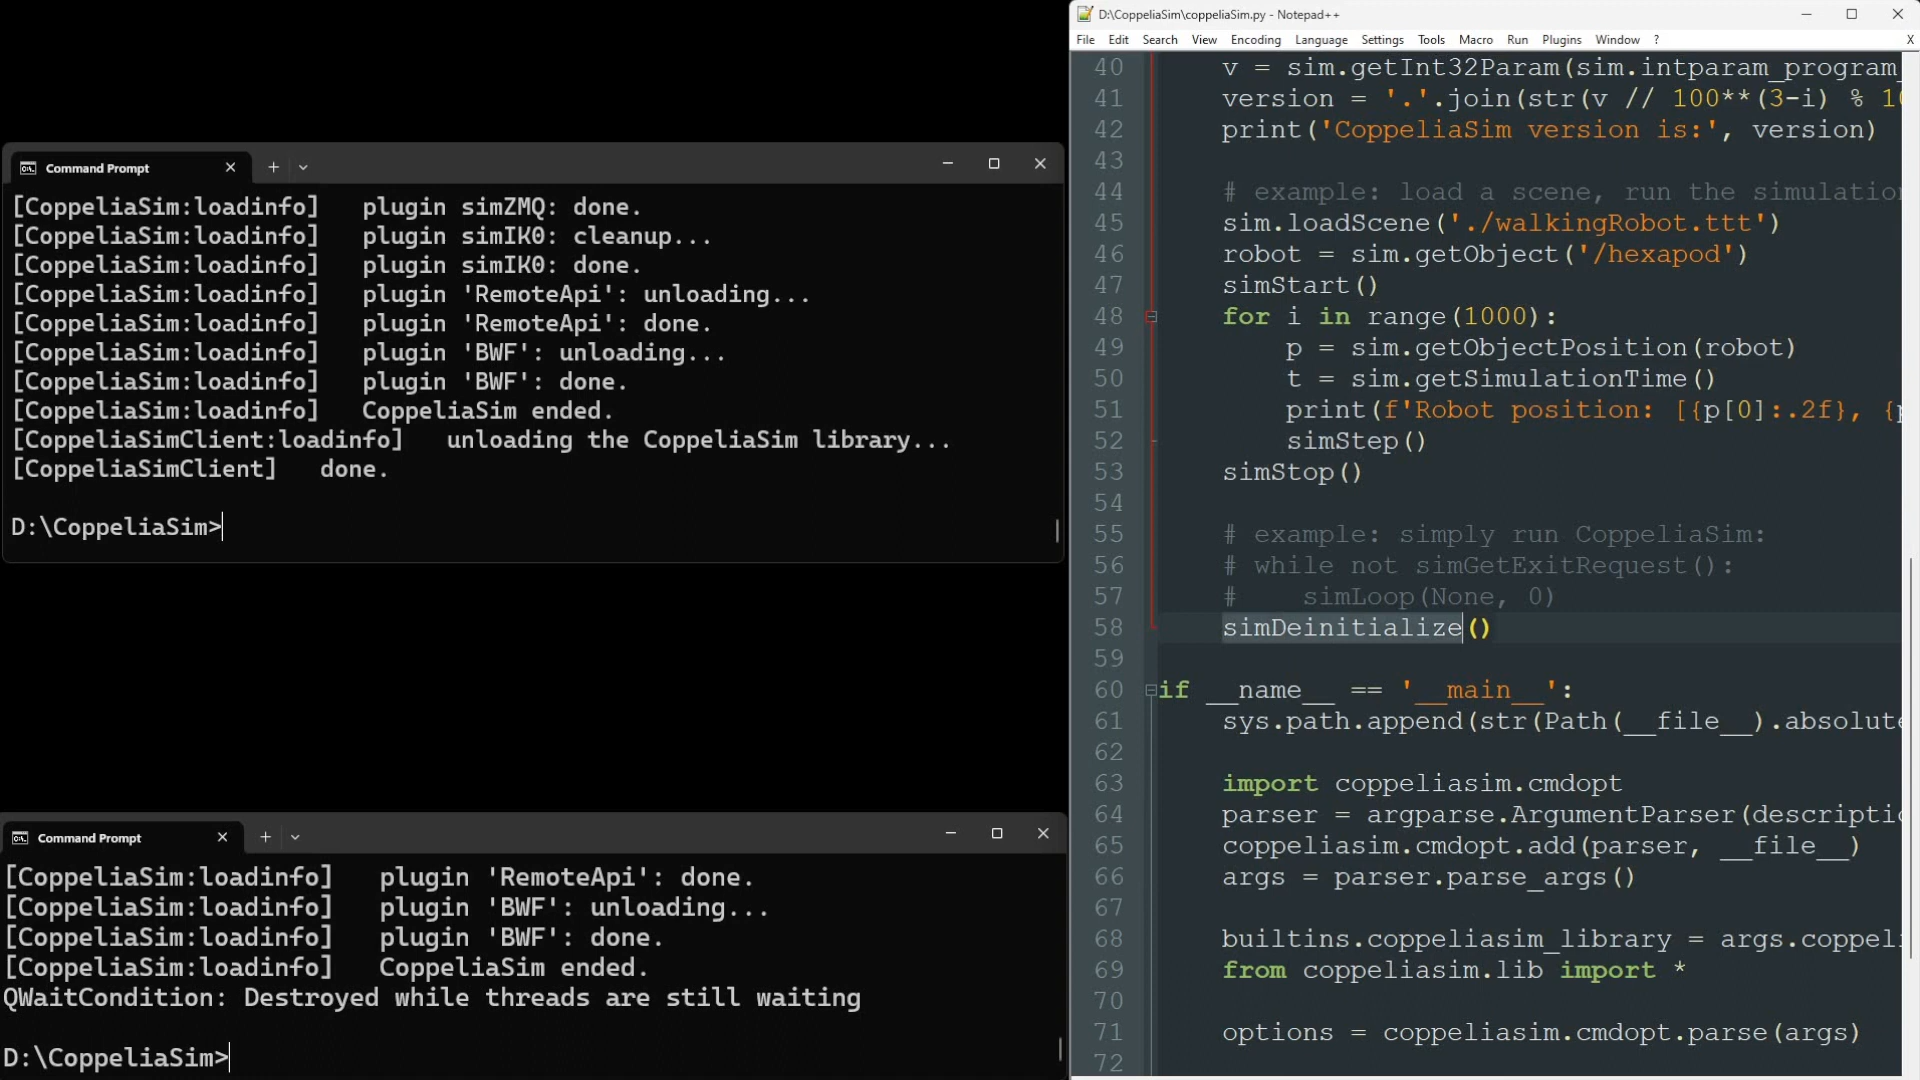 Command Prompt
[CoppeliaSim:loadinfo]   plugin simZMQ: done.
[CoppeliaSim:loadinfo]   plugin simIK0: cleanup...
[CoppeliaSim:loadinfo]   plugin simIK0: done.
[CoppeliaSim:loadinfo]   plugin 'RemoteApi': unloading...
[CoppeliaSim:loadinfo]   plugin 'RemoteApi': done.
[CoppeliaSim:loadinfo]   plugin 'BWF': unloading...
[CoppeliaSim:loadinfo]   plugin 'BWF': done.
[CoppeliaSim:loadinfo]   CoppeliaSim ended.
[CoppeliaSimClient:loadinfo]   unloading the CoppeliaSim library...
[CoppeliaSimClient]   done.
D:\CoppeliaSim>
Command Prompt
[CoppeliaSim:loadinfo]   plugin 'RemoteApi': done.
[CoppeliaSim:loadinfo]   plugin 'BWF': unloading...
[CoppeliaSim:loadinfo]   plugin 'BWF': done.
[CoppeliaSim:loadinfo]   CoppeliaSim ended.
QWaitCondition: Destroyed while threads are still waiting
D:\CoppeliaSim>
D:\CoppeliaSim\coppeliaSim.py - Notepad++
File Edit Search View Encoding Language Settings Tools Macro Run Plugins Window ? X
40     v = sim.getInt32Param(sim.intparam_program_
41     version = '.'.join(str(v // 100**(3-i) % 10
42     print('CoppeliaSim version is:', version)
43
44     # example: load a scene, run the simulation
45     sim.loadScene('./walkingRobot.ttt')
46     robot = sim.getObject('/hexapod')
47     simStart()
48     for i in range(1000):
49         p = sim.getObjectPosition(robot)
50         t = sim.getSimulationTime()
51         print(f'Robot position: [{p[0]:.2f}, {p
52         simStep()
53     simStop()
54
55     # example: simply run CoppeliaSim:
56     # while not simGetExitRequest():
57     #    simLoop(None, 0)
58     simDeinitialize()
59
60 if __name__ == '__main__':
61     sys.path.append(str(Path(__file__).absolute
62
63     import coppeliasim.cmdopt
64     parser = argparse.ArgumentParser(descriptio
65     coppeliasim.cmdopt.add(parser, __file__)
66     args = parser.parse_args()
67
68     builtins.coppeliasim_library = args.coppeli
69     from coppeliasim.lib import *
70
71     options = coppeliasim.cmdopt.parse(args)
72